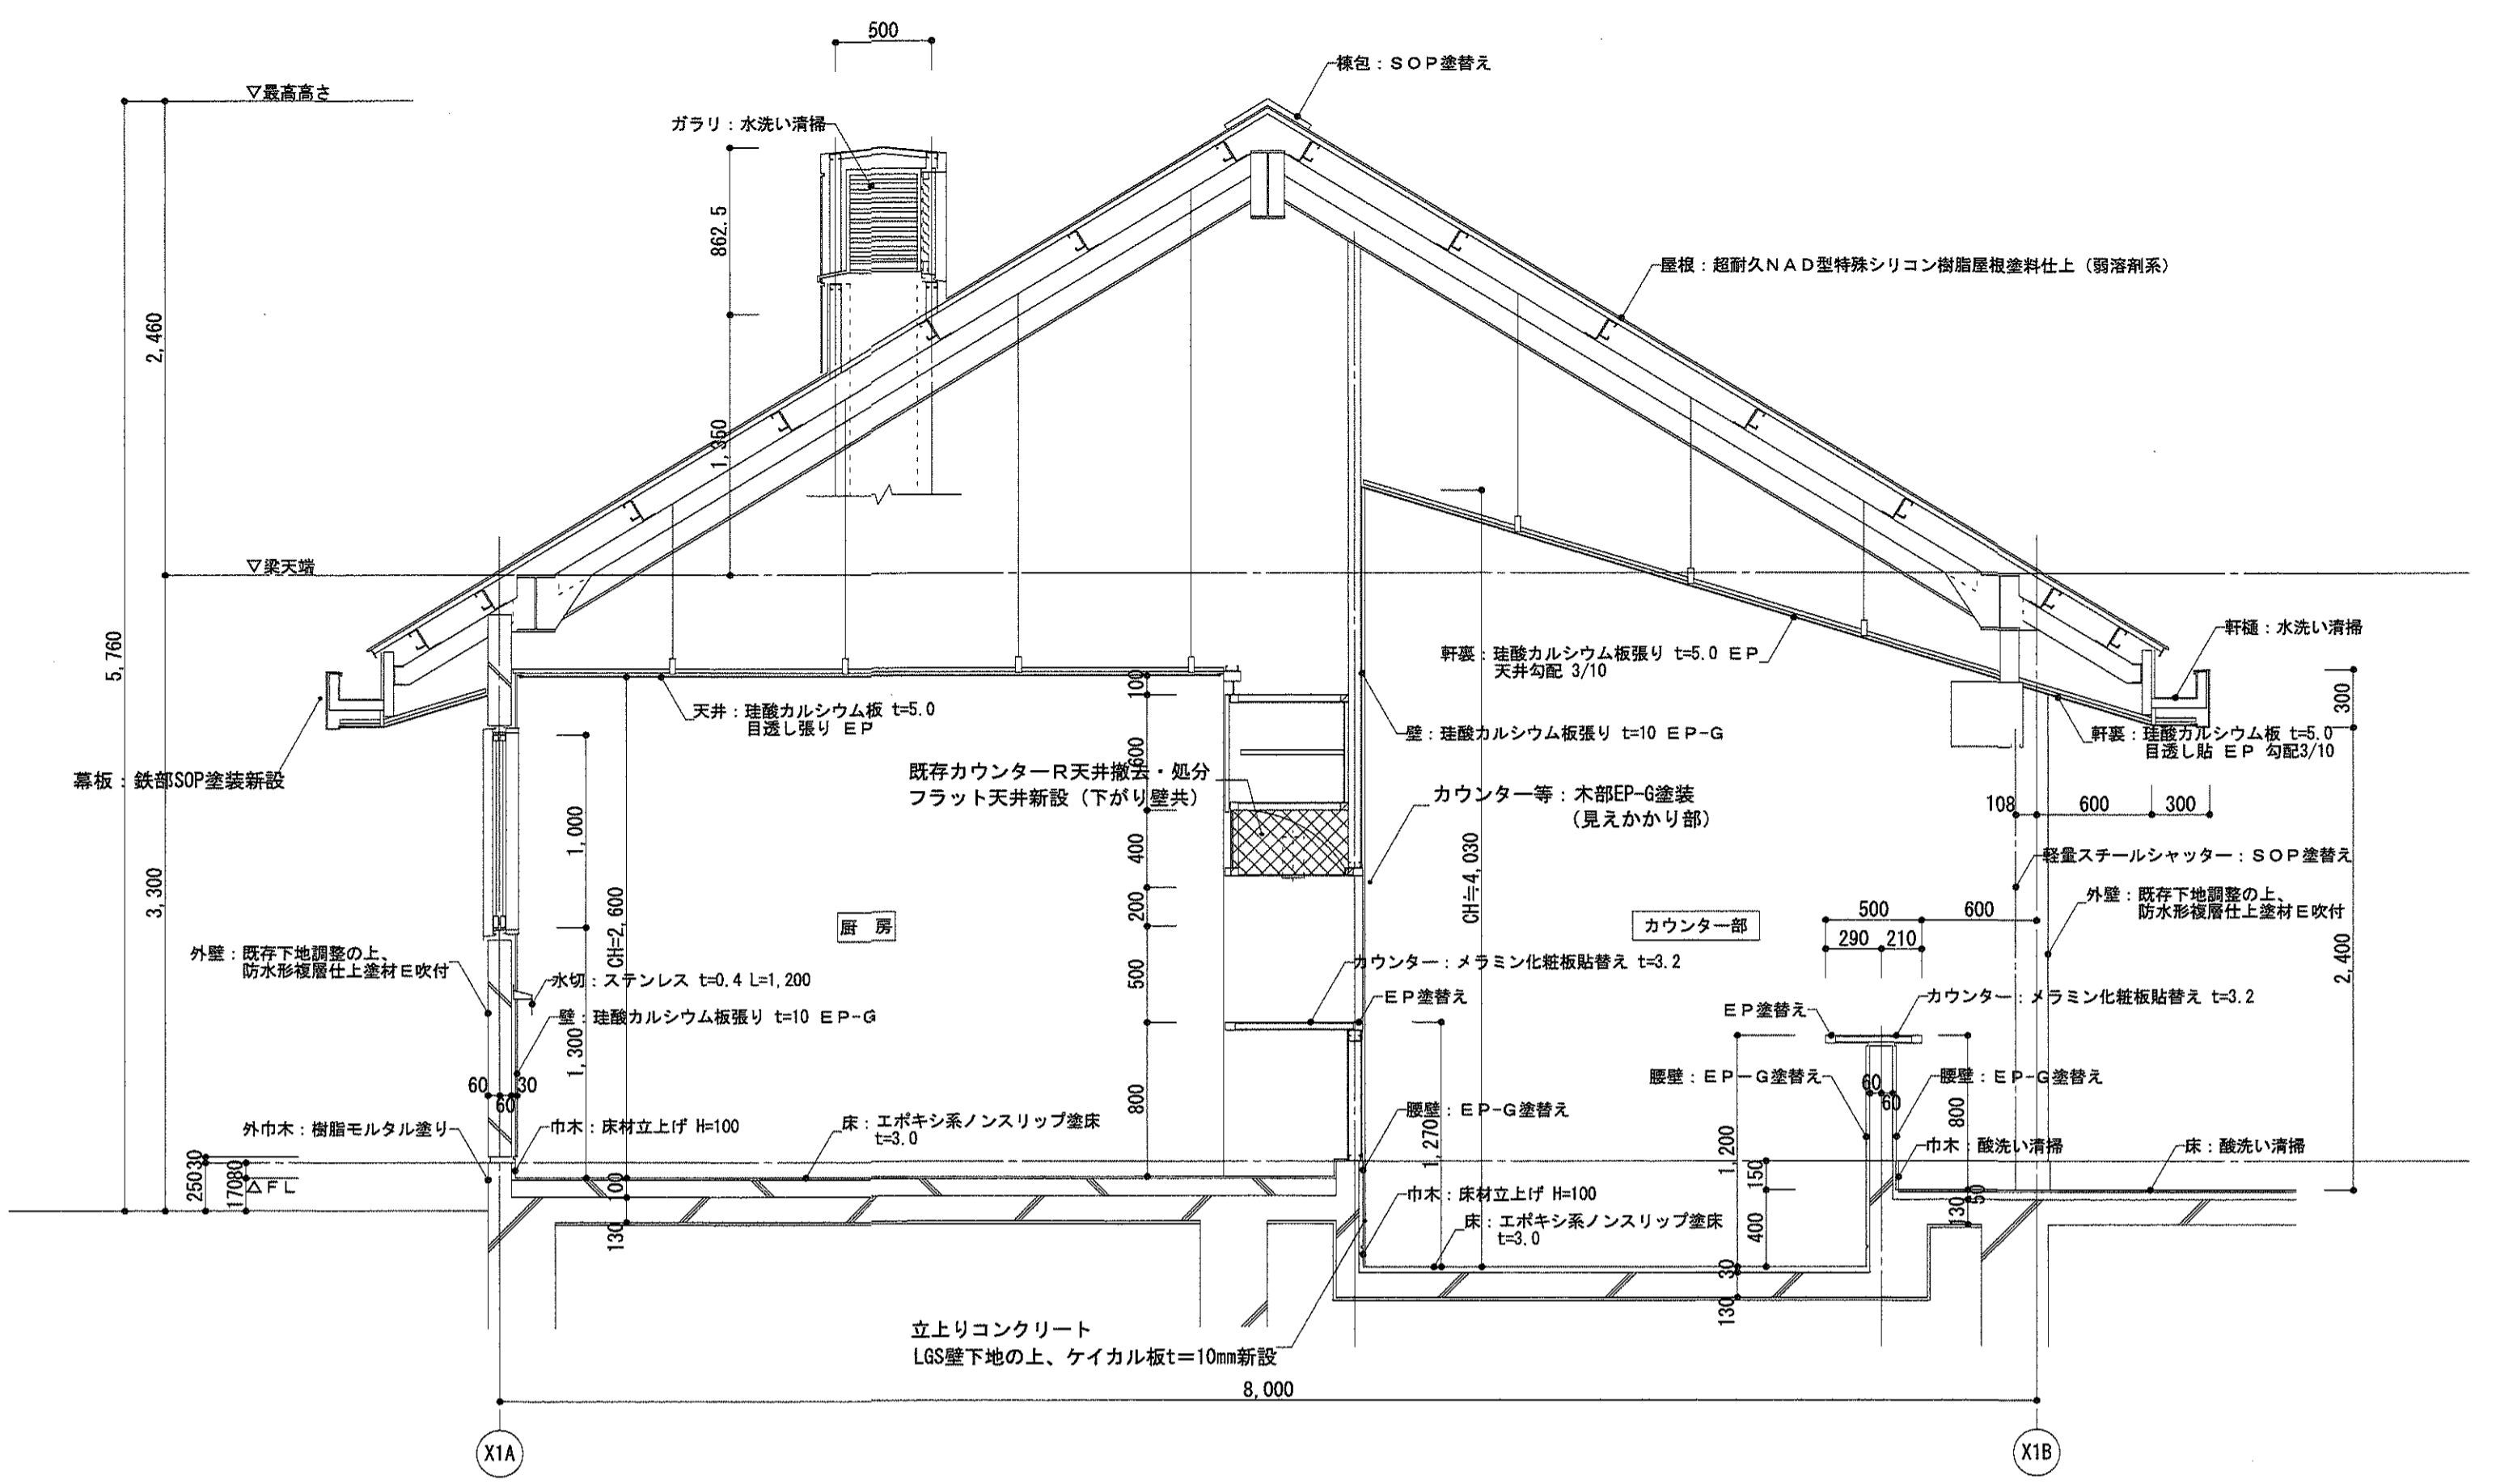 500
棟包：ＳＯＰ塗替え
▽最高高さ
ガラリ：水洗い清掃
862.5
2,460
屋根：超耐久ＮＡＤ型特殊シリコン樹脂屋根塗料仕上（弱溶剤系）
1,360
▽梁天端
5,760
軒樋：水洗い清掃
軒裏：珪酸カルシウム板張り t=5.0 ＥＰ
天井勾配 3/10
100
300
天井：珪酸カルシウム板 t=5.0
目透し張り ＥＰ
壁：珪酸カルシウム板張り t=10 ＥＰ-Ｇ
軒裏：珪酸カルシウム板 t=5.0
目透し貼 ＥＰ 勾配3/10
600
幕板：鉄部SOP塗装新設
既存カウンターＲ天井撤去・処分
フラット天井新設（下がり壁共）
カウンター等：木部EP-G塗装
（見えかかり部）
108
600
300
1,000
400
CH≒4,030
軽量スチールシャッター：ＳＯＰ塗替え
3,300
200
CH=2,600
厨　房
カウンター部
500
600
外壁：既存下地調整の上、
防水形複層仕上塗材Ｅ吹付
290
210
2,400
外壁：既存下地調整の上、
防水形複層仕上塗材Ｅ吹付
500
カウンター：メラミン化粧板貼替え t=3.2
水切：ステンレス t=0.4 L=1,200
ＥＰ塗替え
ＥＰ塗替え
カウンター：メラミン化粧板貼替え t=3.2
壁：珪酸カルシウム板張り t=10 ＥＰ-Ｇ
1,300
60
60
30
800
腰壁：ＥＰ－Ｇ塗替え
60
60
腰壁：ＥＰ-Ｇ塗替え
腰壁：ＥＰ-Ｇ塗替え
1,270
1,200
800
外巾木：樹脂モルタル塗り
巾木：床材立上げ H=100
床：エポキシ系ノンスリップ塗床
t=3.0
巾木：酸洗い清掃
床：酸洗い清掃
250
30
170
80
△ＦＬ
100
130
150
400
50
130
巾木：床材立上げ H=100
床：エポキシ系ノンスリップ塗床
t=3.0
30
130
立上りコンクリート
LGS壁下地の上、ケイカル板t＝10mm新設
8,000
X1A
X1B